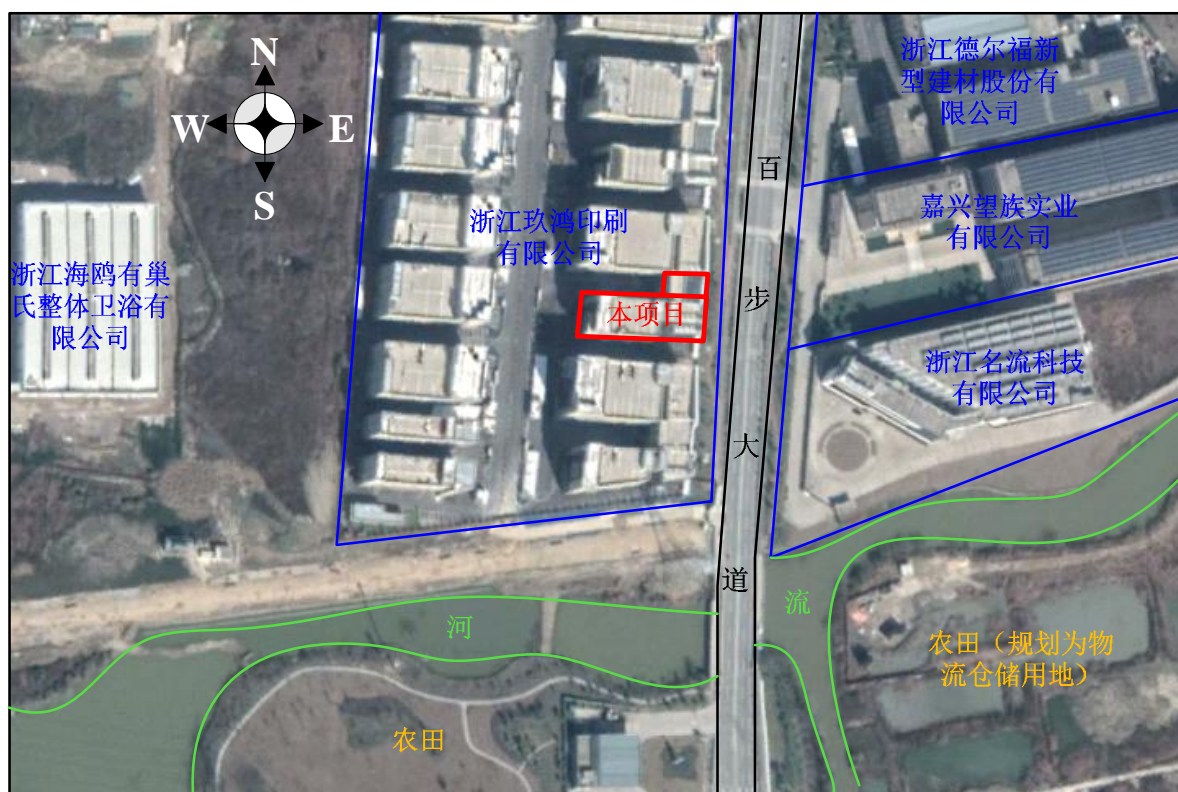 N
W
E
S
浙江德尔福新
型建材股份有
限公司
百
嘉兴望族实业
有限公司
浙江玖鸿印刷
有限公司
浙江海鸥有巢
氏整体卫浴有
限公司
步
本项目
浙江名流科技
有限公司
大
道
流
河
农田（规划为物
流仓储用地）
农田